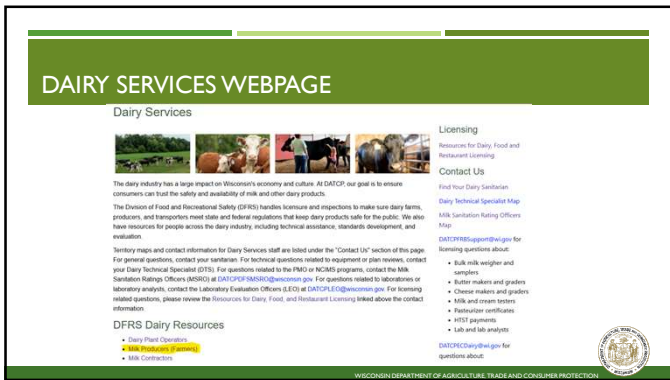 DAIRY SERVICES WEBPAGE
Dairy Services
The dairy industry has a large impact on Wisconsin's economy and culture. At DATCP, our goal is to ensure
consumers can trust the safety and availability of milk and other dairy products.
The Division of Food and Recreational Safety (DFRS) handles licensure and inspections to make sure dairy farms,
producers, and transporters meet state and federal regulations that keep dairy products safe for the public. We also
have resources for people across the dairy industry, including technical assistance, standards development, and
evaluation.
Territory maps and contact information for Dairy Services staff are listed under the "Contact Us" section of this page.
For general questions, contact your sanitarian. For technical questions related to equipment or plan reviews, contact
your Dairy Technical Specialist (DTS). For questions related to the PMO or NCIMS programs, contact the Milk
Sanitation Ratings Officers (MSRO) at DATCPDFSMSRO@wisconsin.gov. For questions related to laboratories or
laboratory analysts, contact the Laboratory Evaluation Officers (LEO) at DATCPLEO@wisconsin.gov. For licensing
related questions, please review the Resources for Dairy, Food, and Restaurant Licensing linked above the contact
information.
DFRS Dairy Resources
• Dairy Plant Operators
• Milk Producers (Farmers)
• Milk Contractors
Licensing
Resources for Dairy, Food and
Restaurant Licensing
Contact Us
Find Your Dairy Sanitarian
Dairy Technical Specialist Map
Milk Sanitation Rating Officers
Map
DATCPFRBSupport@wi.gov for
licensing questions about:
• Bulk milk weigher and
samplers
• Butter makers and graders
• Cheese makers and graders
• Milk and cream testers
• Pasteurizer certificates
• HTST payments
• Lab and lab analysts
DATCPECDairy@wi.gov for
questions about:
WISCONSIN DEPARTMENT OF AGRICULTURE, TRADE AND CONSUMER PROTECTION